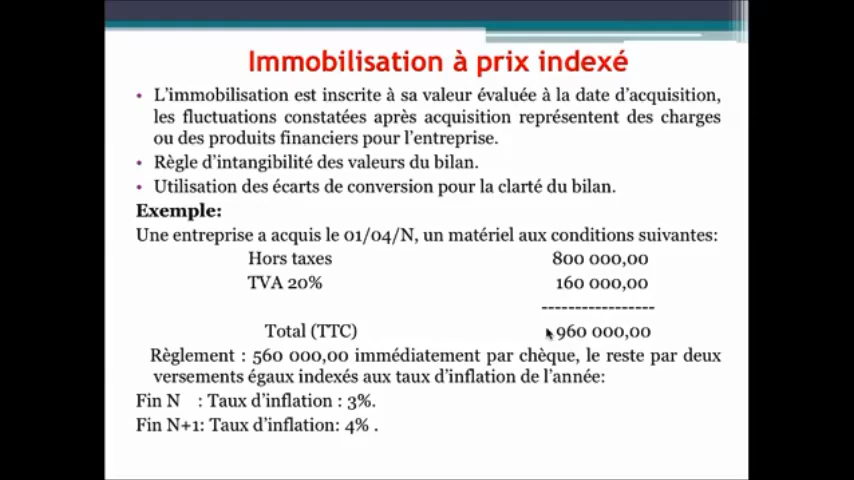 Immobilisation à prix indexé
• L'immobilisation est inscrite à sa valeur évaluée à la date d'acquisition,
les fluctuations constatées après acquisition représentent des charges
ou des produits financiers pour l'entreprise.
• Règle d'intangibilité des valeurs du bilan.
• Utilisation des écarts de conversion pour la clarté du bilan.
Exemple:
Une entreprise a acquis le 01/04/N, un matériel aux conditions suivantes:
Hors taxes 800 000,00
TVA 20% 160 000,00
-----------------
Total (TTC) 960 000,00
Règlement : 560 000,00 immédiatement par chèque, le reste par deux
versements égaux indexés aux taux d'inflation de l'année:
Fin N : Taux d'inflation : 3%.
Fin N+1: Taux d'inflation: 4% .